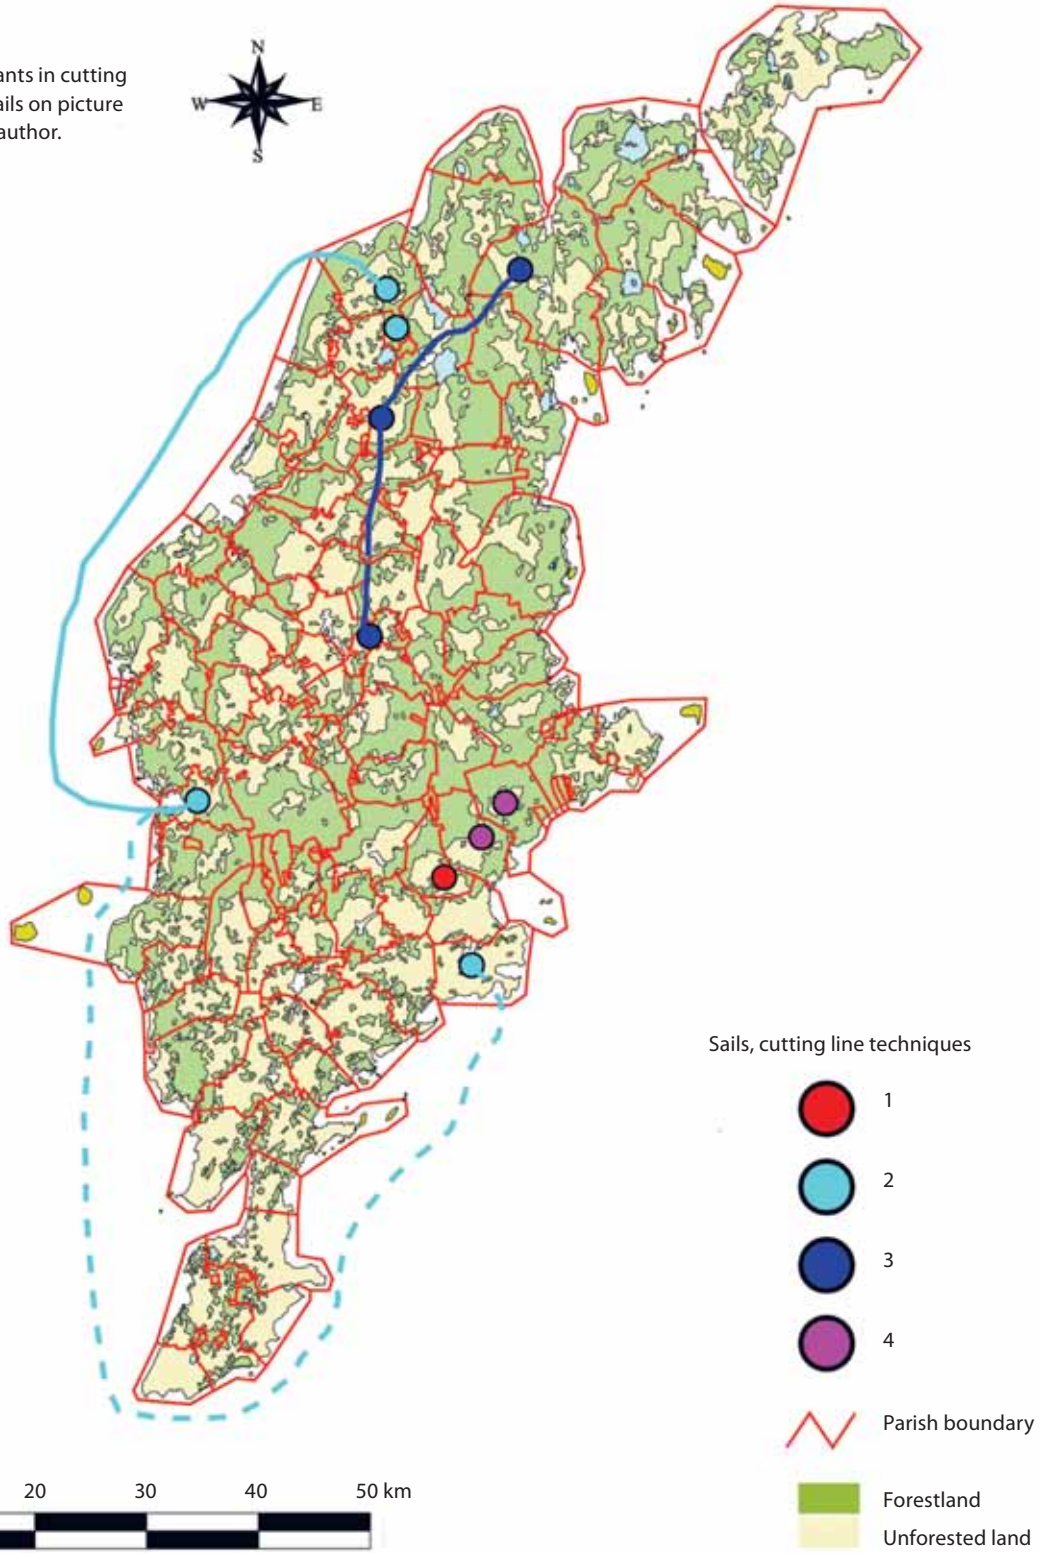 ants in cutting
ails on picture
author.
N
W E
S
Sails, cutting line techniques
1
2
3
4
Parish boundary
Forestland
Unforested land
20 30 40 50 km